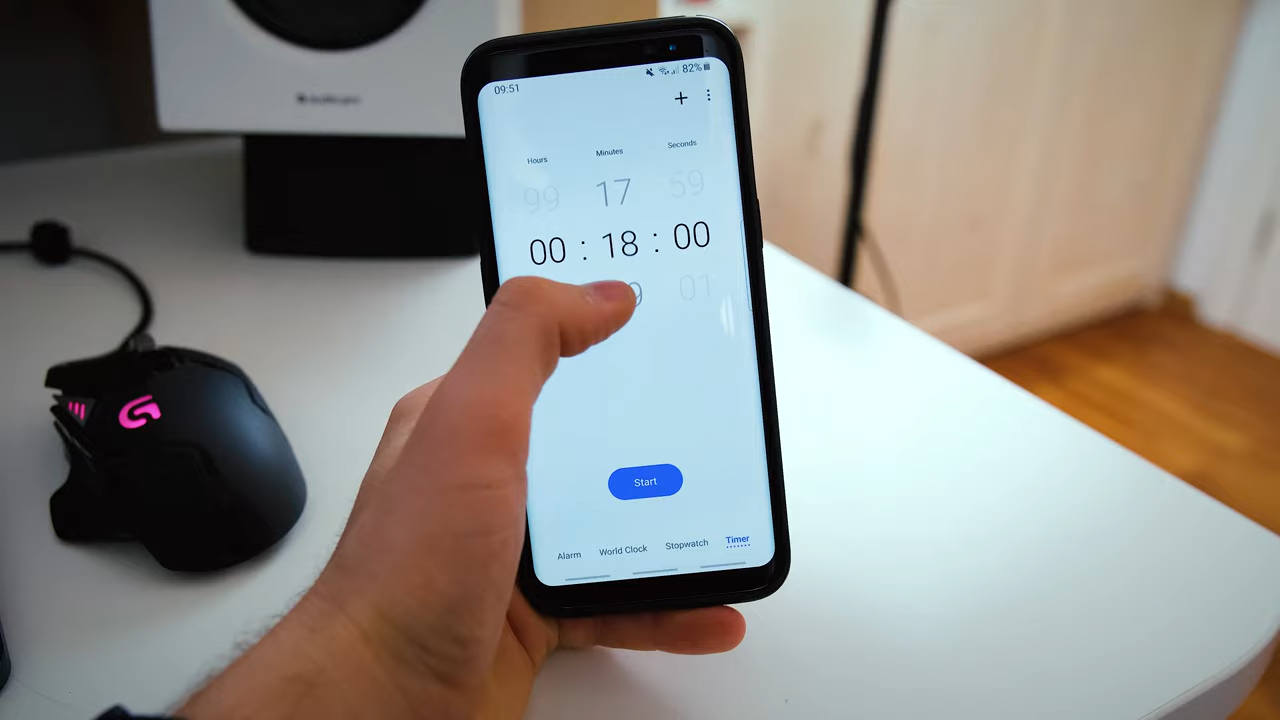 09:51 82%
+
Hours Minutes Seconds
99 17 59
00 : 18 : 00
9 01
Start
Alarm World Clock Stopwatch Timer
G